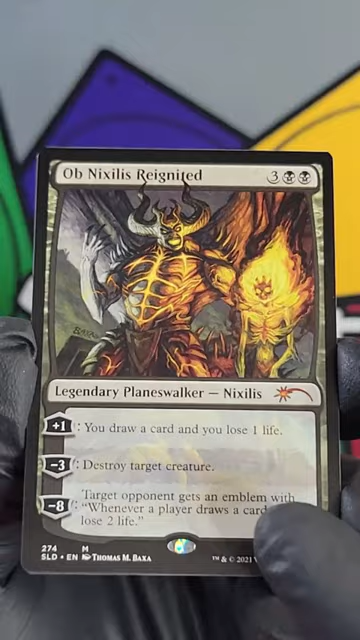 Ob Nixilis Reignited 3
BAXA
Legendary Planeswalker — Nixilis
+1 : You draw a card and you lose 1 life.
-3 : Destroy target creature.
-8 : Target opponent gets an emblem with
"Whenever a player draws a card,
lose 2 life."
274 M
SLD • EN Thomas M. Baxa
™ & © 2021